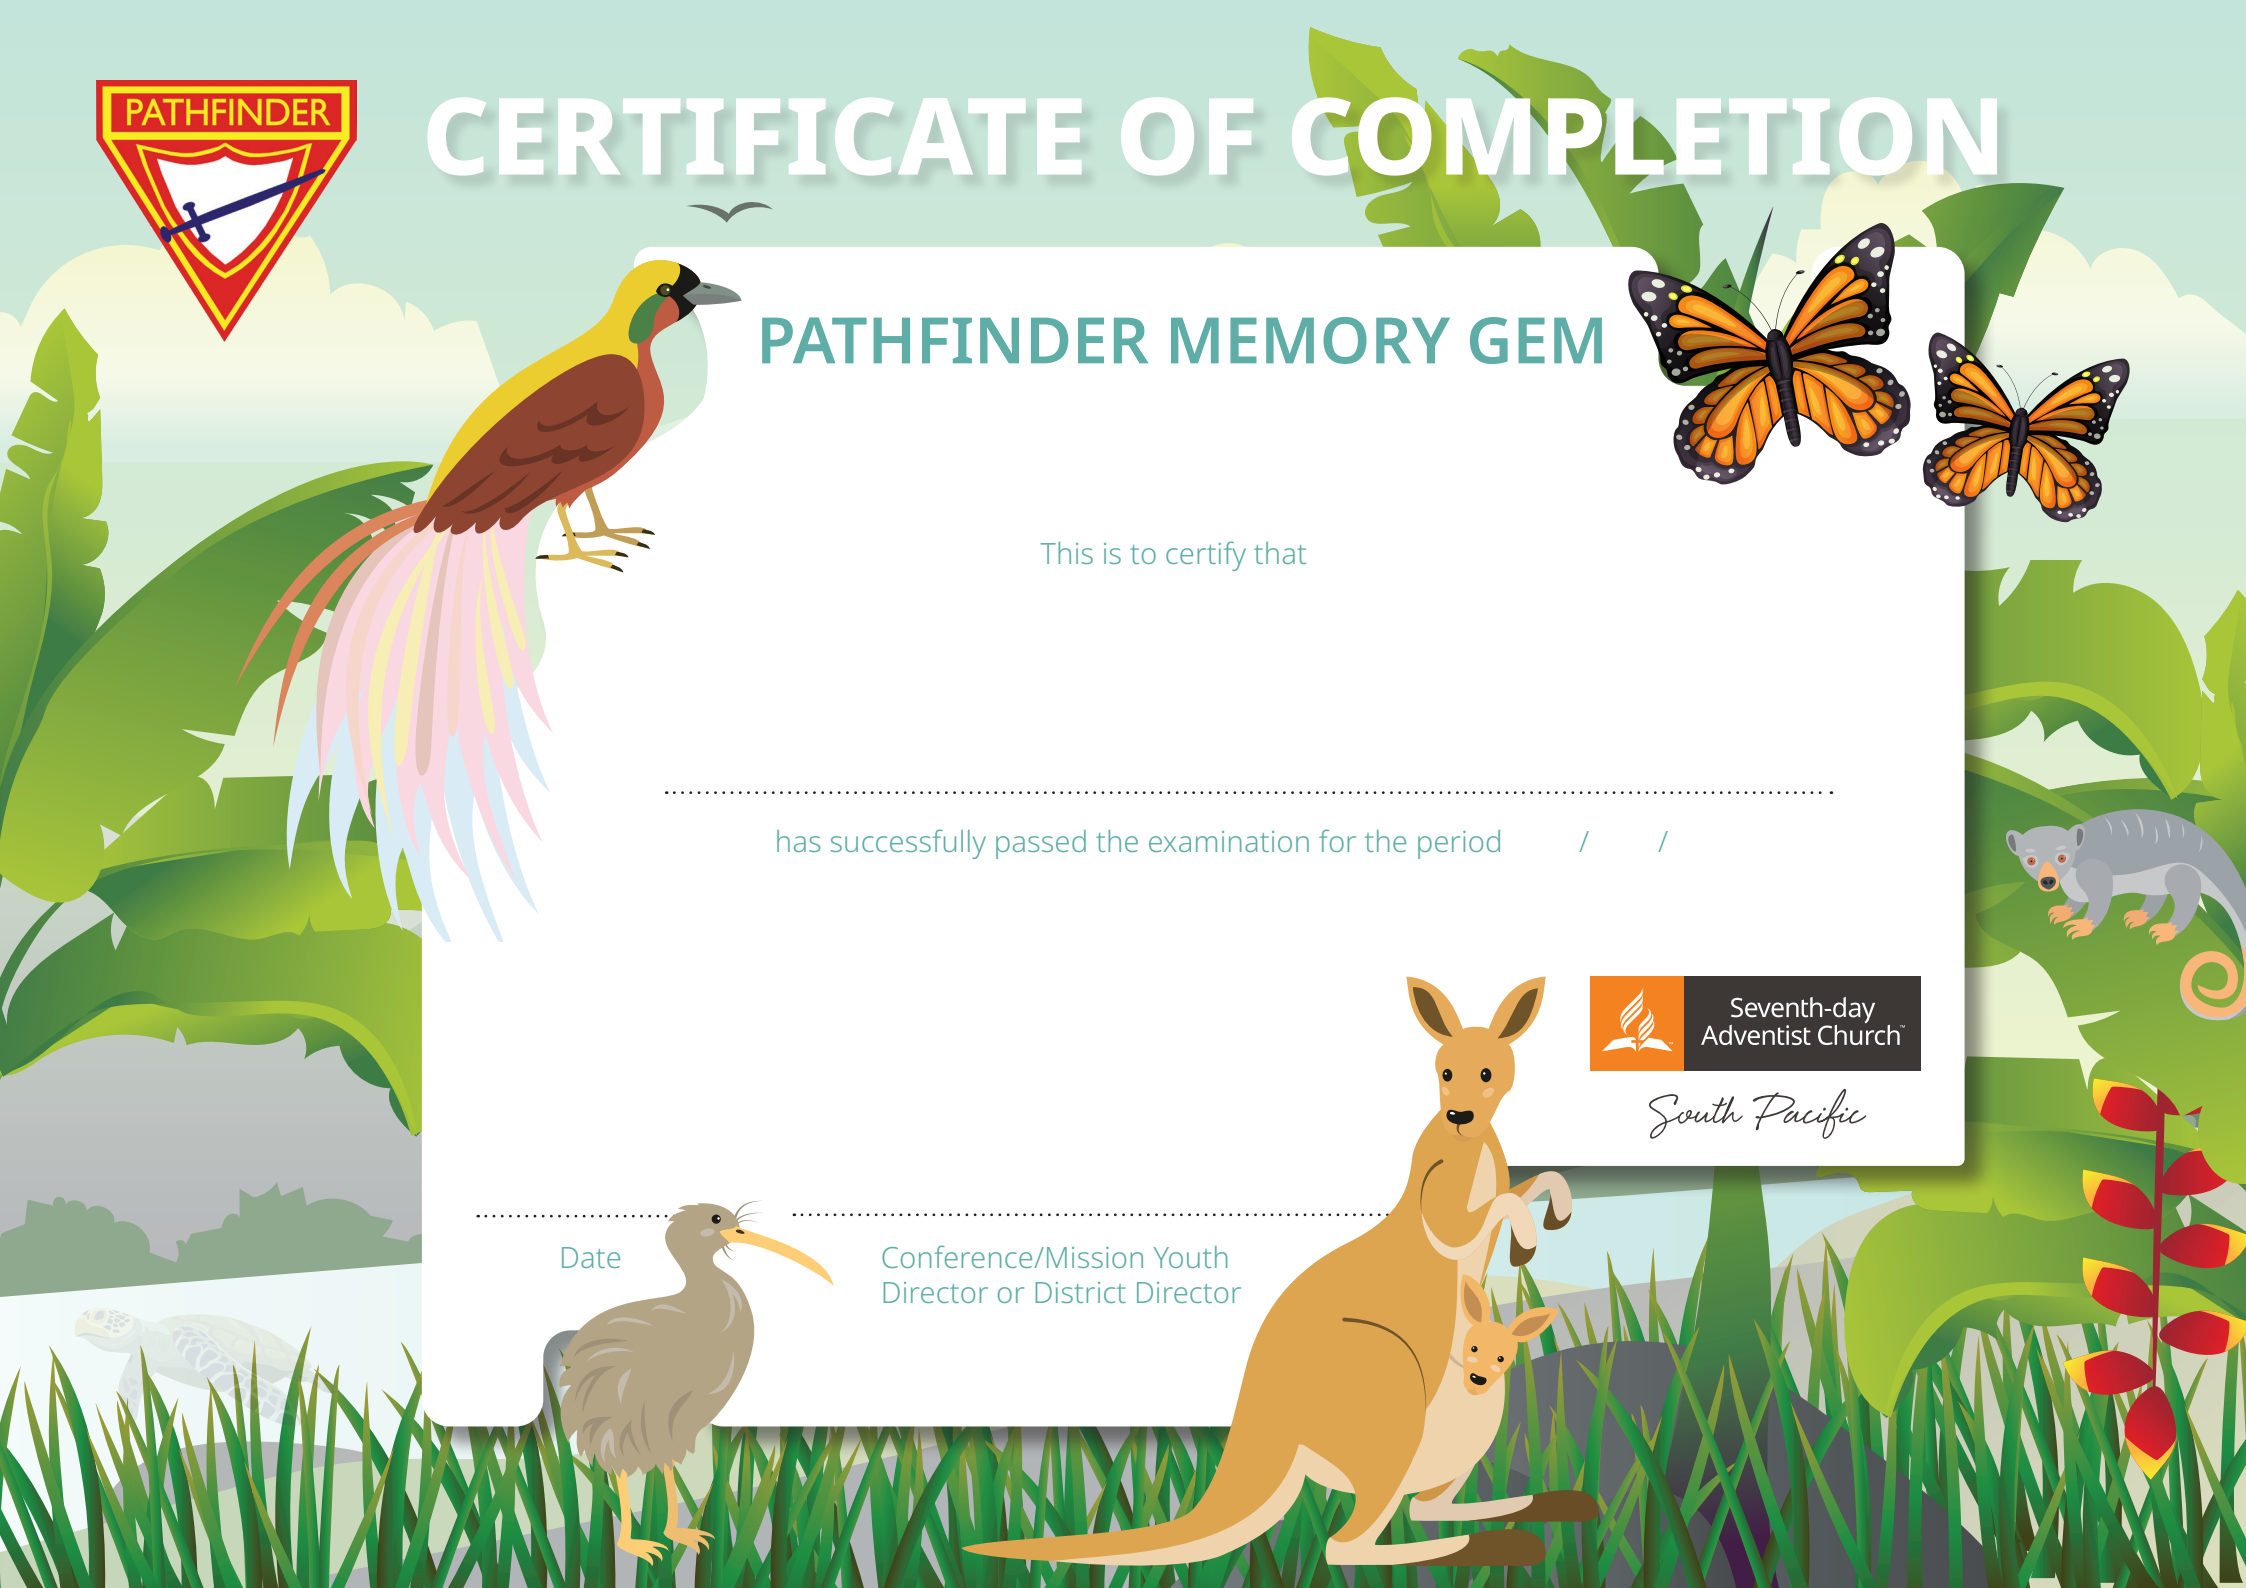 PATHFINDER
CERTIFICATE OF COMPLETION
PATHFINDER MEMORY GEM
This is to certify that
has successfully passed the examination for the period / /
Seventh-day
Adventist Church™
South Pacific
Date
Conference/Mission Youth
Director or District Director